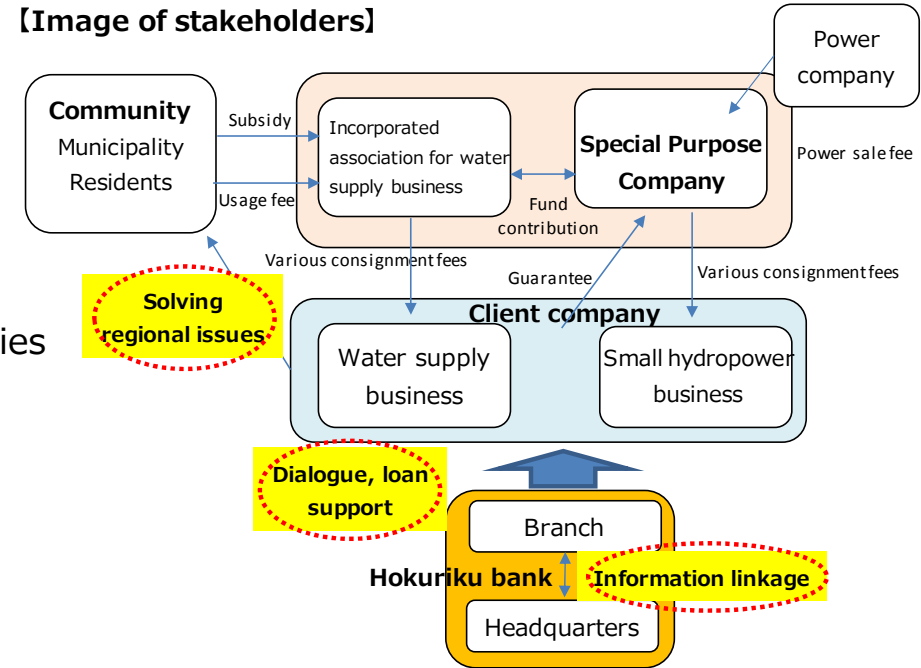 【Image of stakeholders】
Power
company
Community
Municipality
Residents
Subsidy
Usage fee
Incorporated
association for water
supply business
Special Purpose
Company
Power sale fee
Fund
contribution
Various consignment fees
Guarantee
Various consignment fees
Solving
regional issues
ies
Client company
Water supply
business
Small hydropower
business
Dialogue, loan
support
Branch
Hokuriku bank
Information linkage
Headquarters